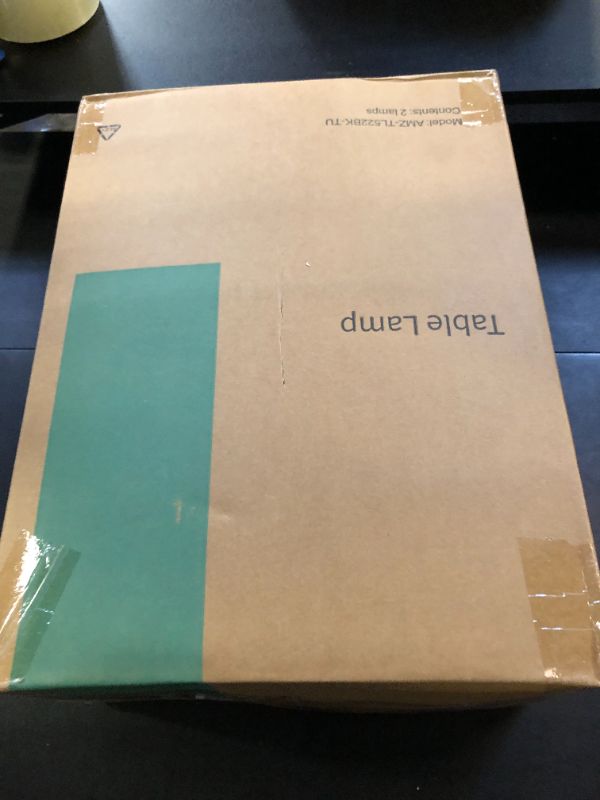 Table Lamp
Model: AMZ-TL522BK-TU
Contents: 2 lamps